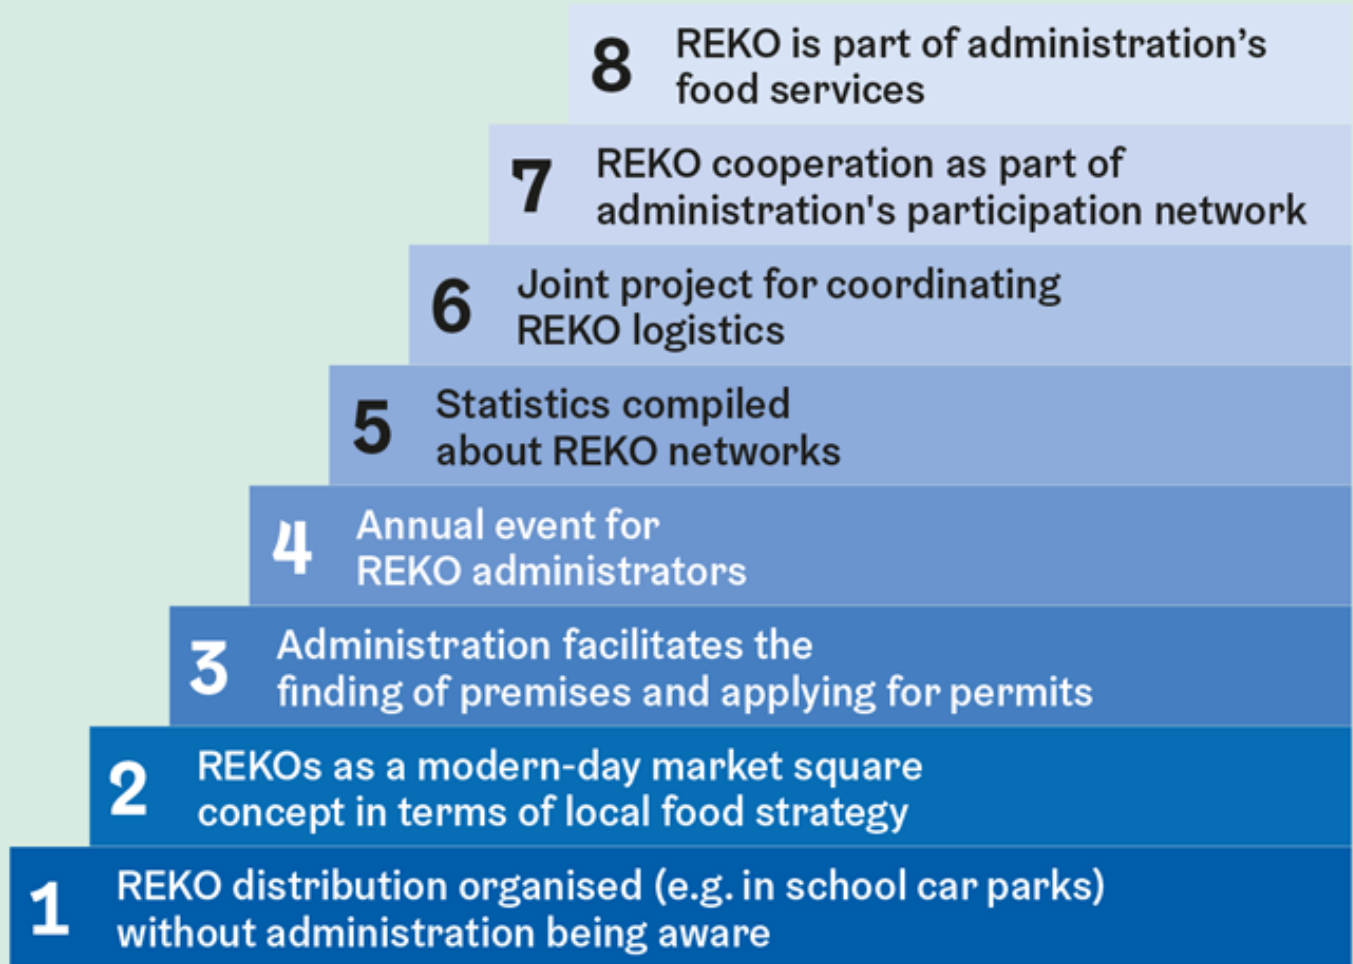 8 REKO is part of administration’s
food services
7 REKO cooperation as part of
administration's participation network
6 Joint project for coordinating
REKO logistics
5 Statistics compiled
about REKO networks
4 Annual event for
REKO administrators
3 Administration facilitates the
finding of premises and applying for permits
2 REKOs as a modern-day market square
concept in terms of local food strategy
1 REKO distribution organised (e.g. in school car parks)
without administration being aware